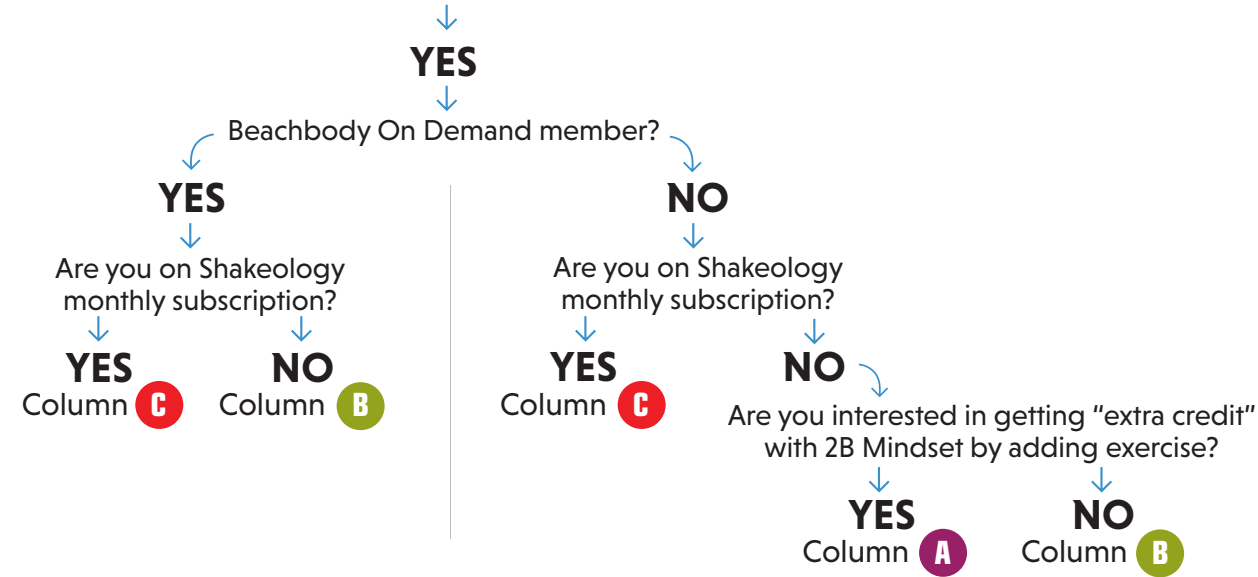 YES
Beachbody On Demand member?
YES
NO
Are you on Shakeology
monthly subscription?
Are you on Shakeology
monthly subscription?
YES
NO
YES
NO
Column C
Column B
Column C
Are you interested in getting “extra credit”
with 2B Mindset by adding exercise?
YES
NO
Column A
Column B